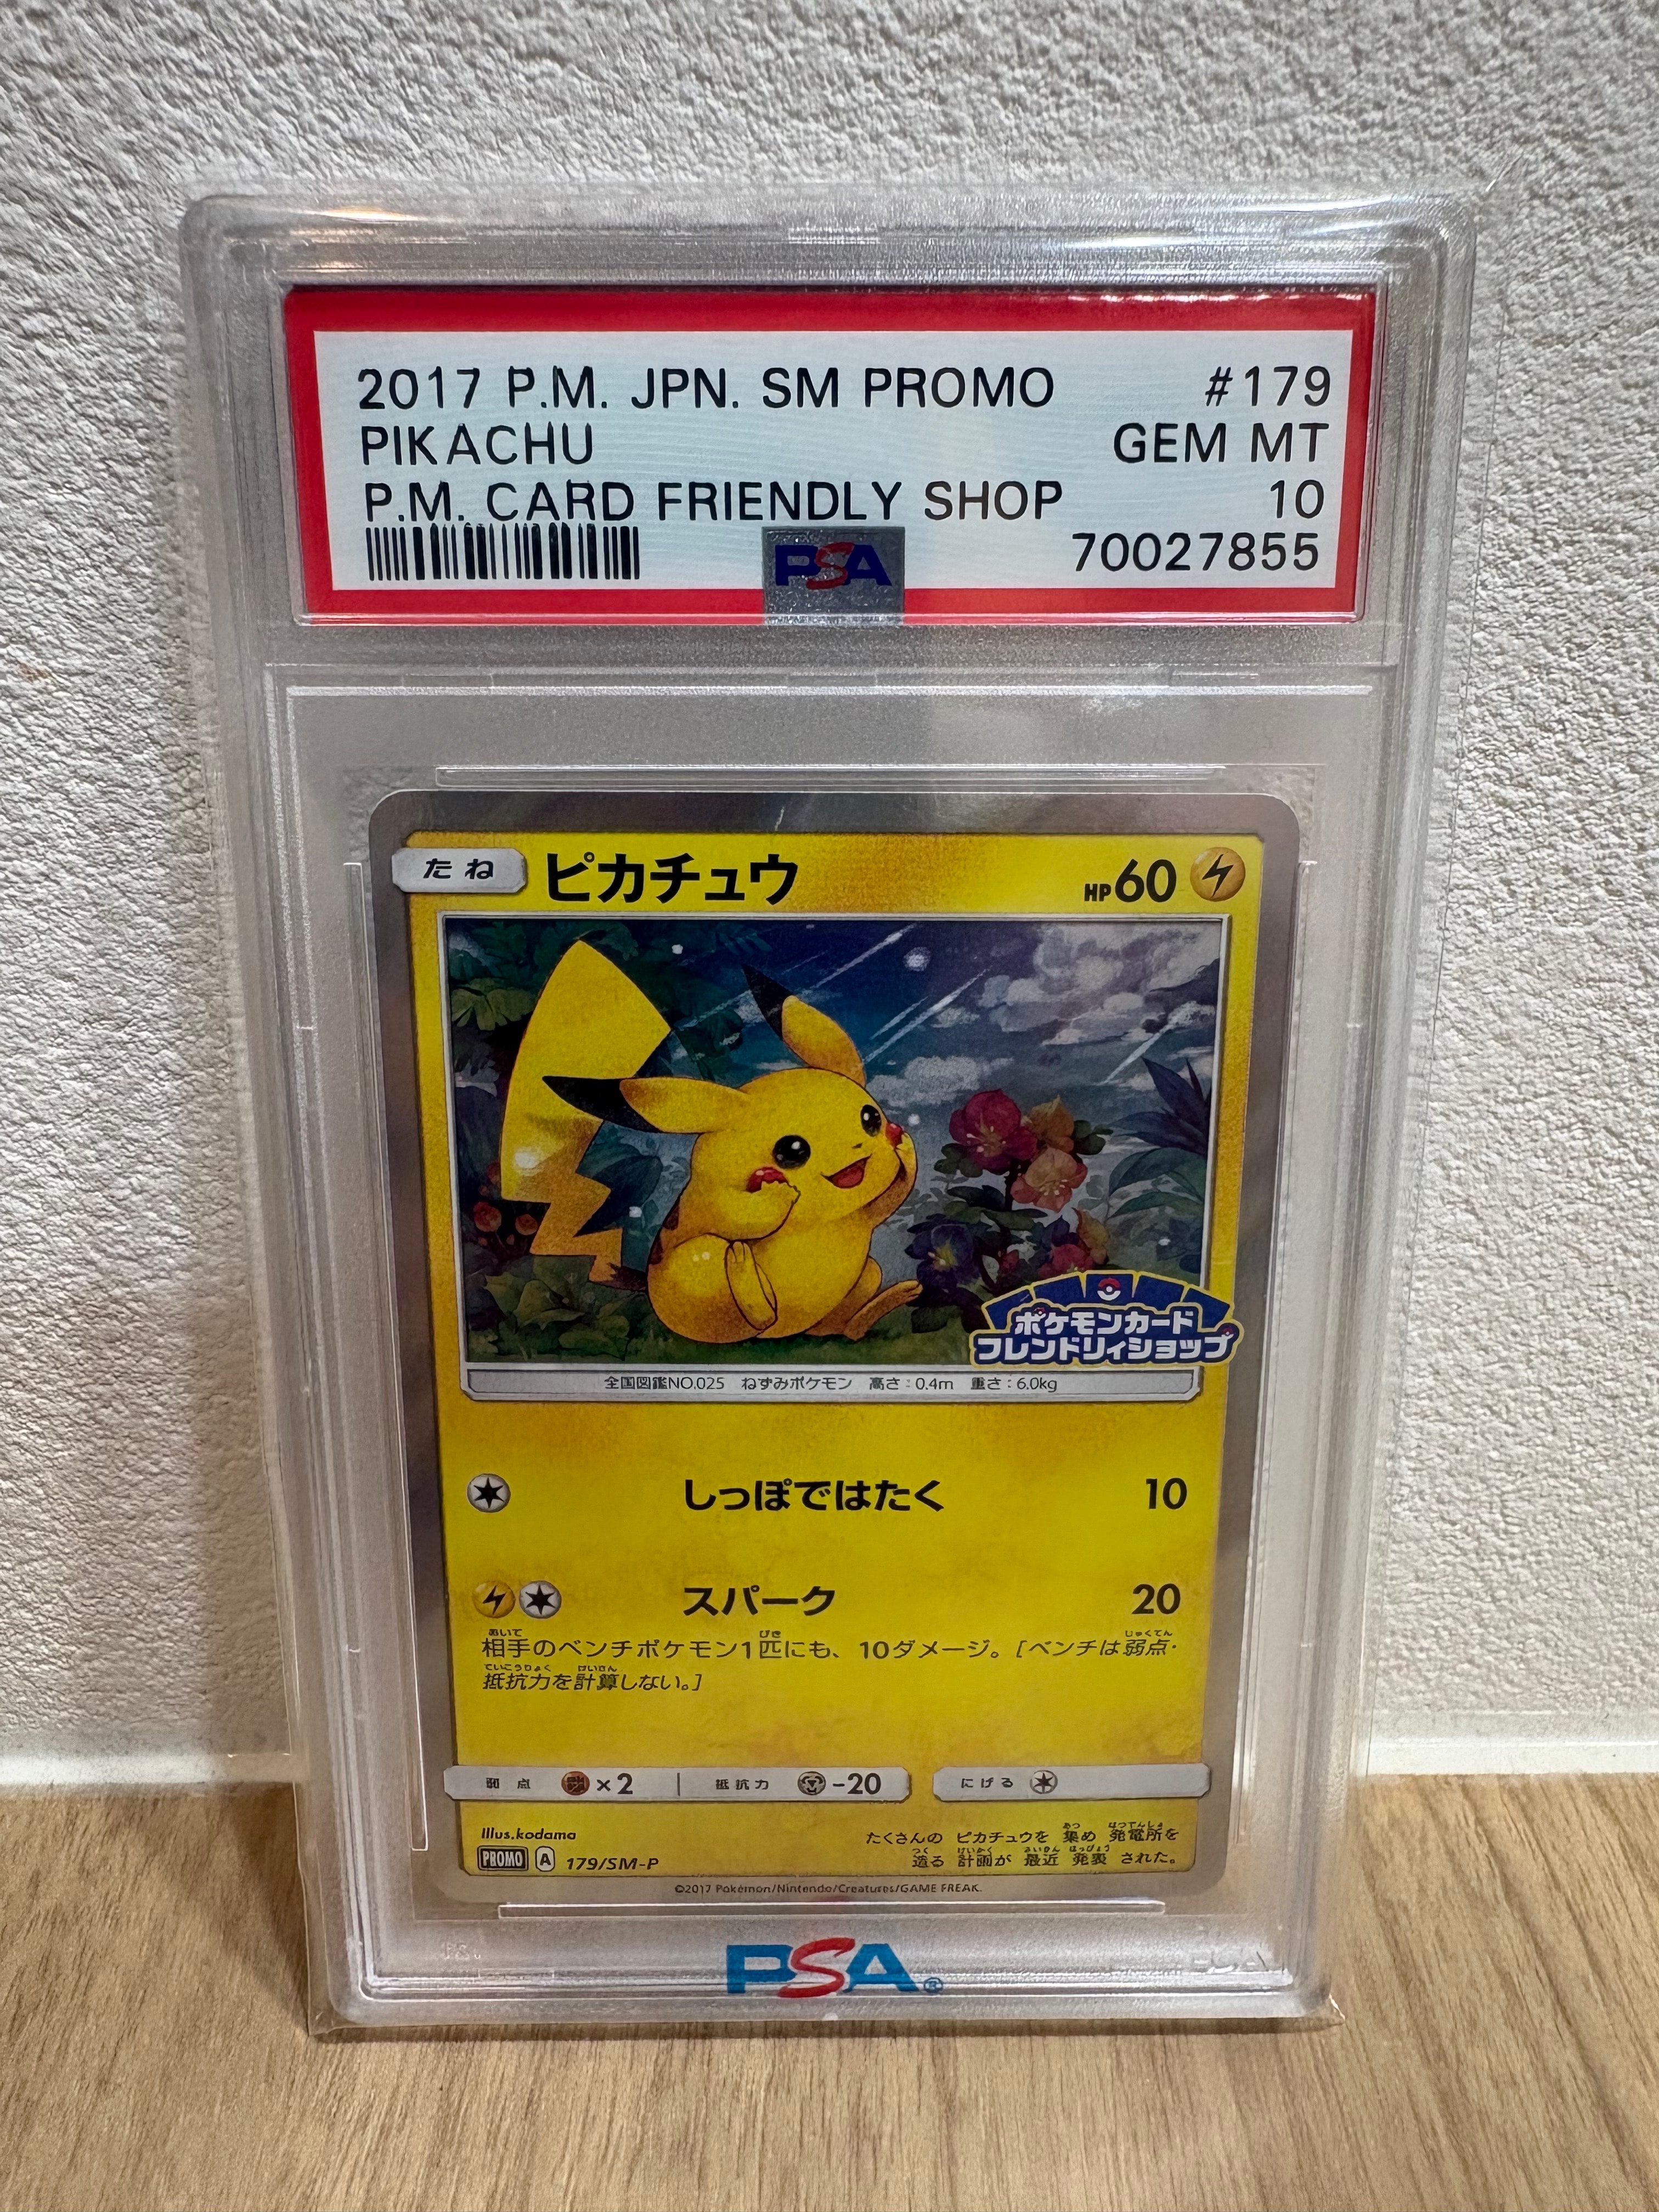 2017 P.M. JPN. SM PROMO #179
PIKACHU GEM MT
P.M. CARD FRIENDLY SHOP 10
PSA 70027855
たね ピカチュウ HP60
ポケモンカード
フレンドリィショップ
全国図鑑NO.025 ねずみポケモン 高さ:0.4m 重さ:6.0kg
しっぽではたく 10
スパーク 20
相手のベンチポケモン1匹にも、10ダメージ。[ベンチは弱点・
抵抗力を計算しない。]
弱点 ×2 抵抗力 -20 にげる
Illus.kodama
PROMO A 179/SM-P
たくさんの ピカチュウを 集め 発電所を
造る 計画が 最近 発表 された。
©2017 Pokémon/Nintendo/Creatures/GAME FREAK.
PSA®